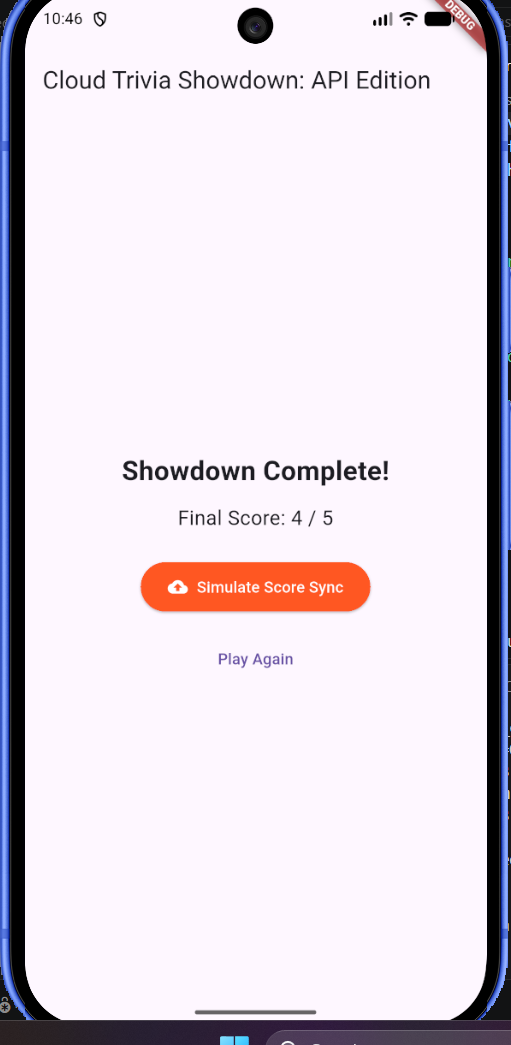 10:46
DEBUG
Cloud Trivia Showdown: API Edition
Showdown Complete!
Final Score: 4 / 5
Simulate Score Sync
Play Again